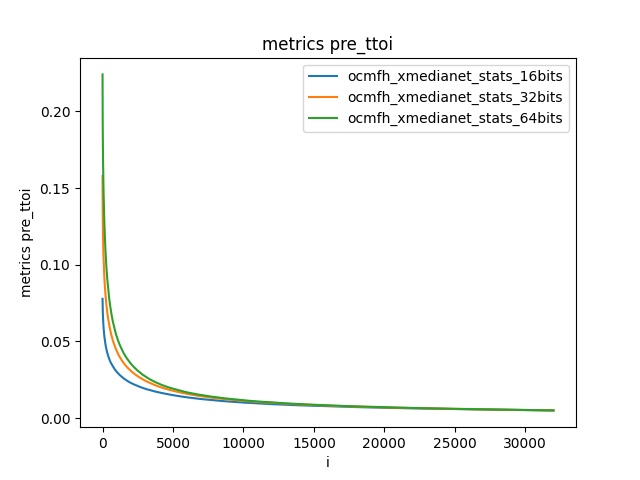 metrics pre_ttoi
ocmfh_xmedianet_stats_16bits
ocmfh_xmedianet_stats_32bits
ocmfh_xmedianet_stats_64bits
metrics pre_ttoi
0.20
0.15
0.10
0.05
0.00
0 5000 10000 15000 20000 25000 30000
i